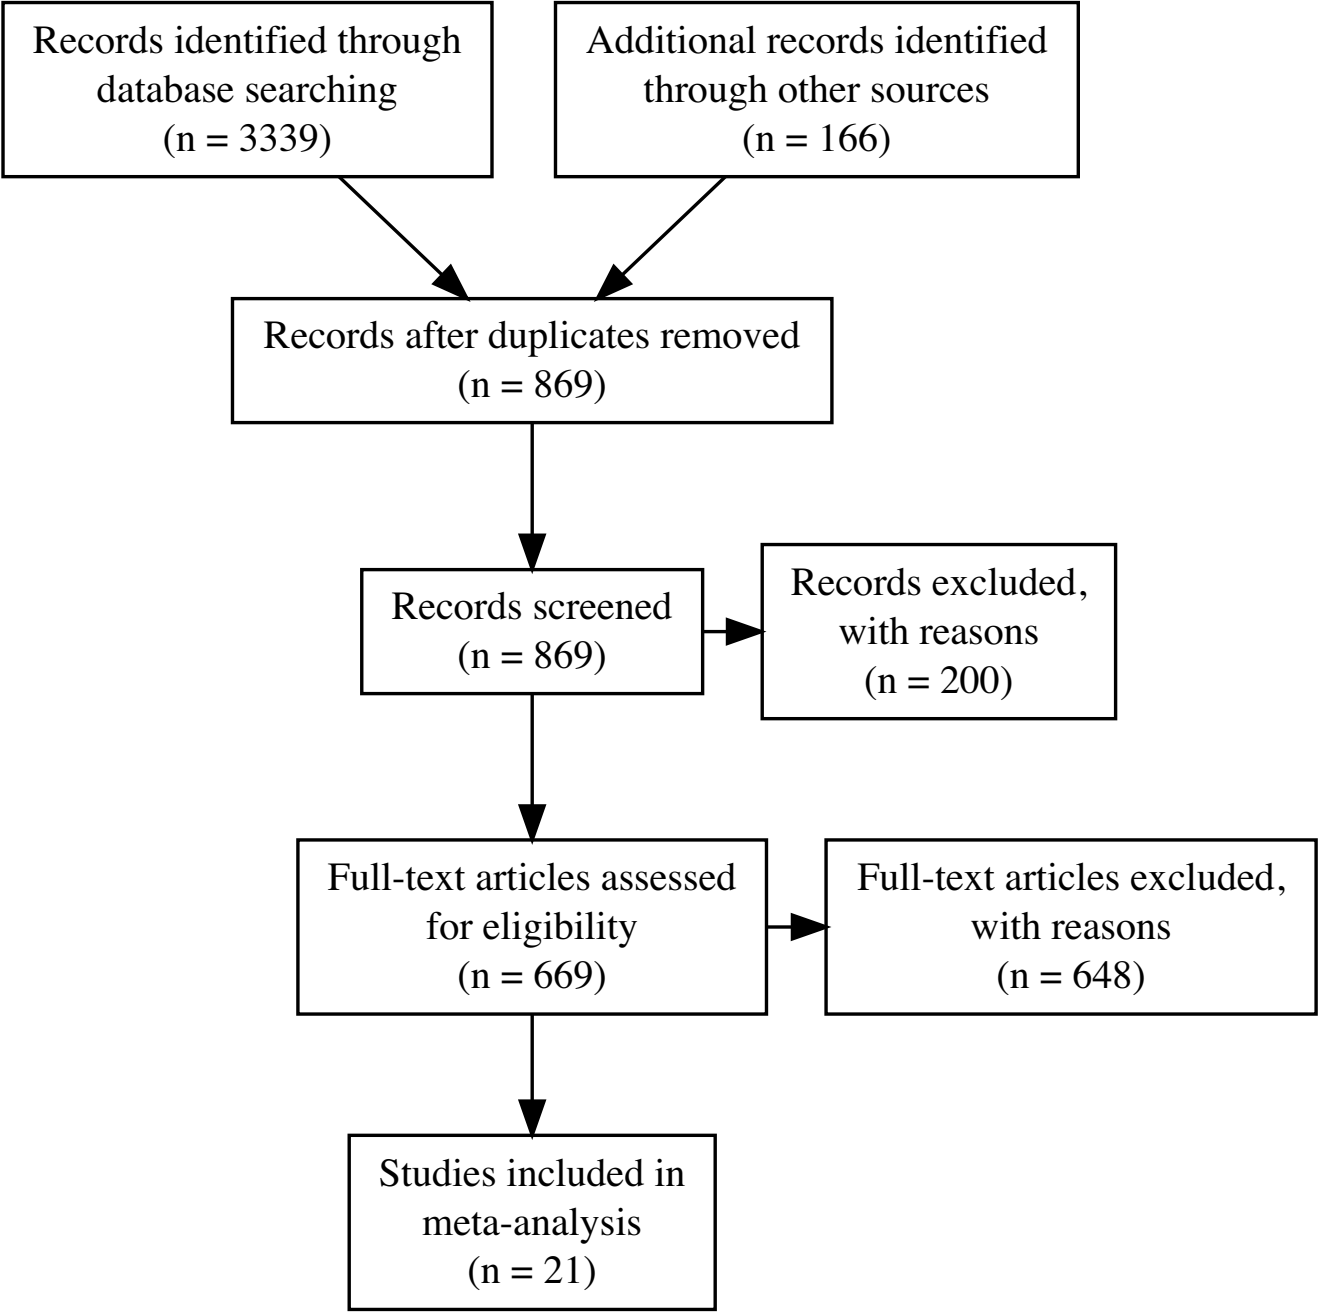 Records identified through
database searching
(n = 3339)
Additional records identified
through other sources
(n = 166)
Records after duplicates removed
(n = 869)
Records screened
(n = 869)
Records excluded,
with reasons
(n = 200)
Full-text articles assessed
for eligibility
(n = 669)
Full-text articles excluded,
with reasons
(n = 648)
Studies included in
meta-analysis
(n = 21)